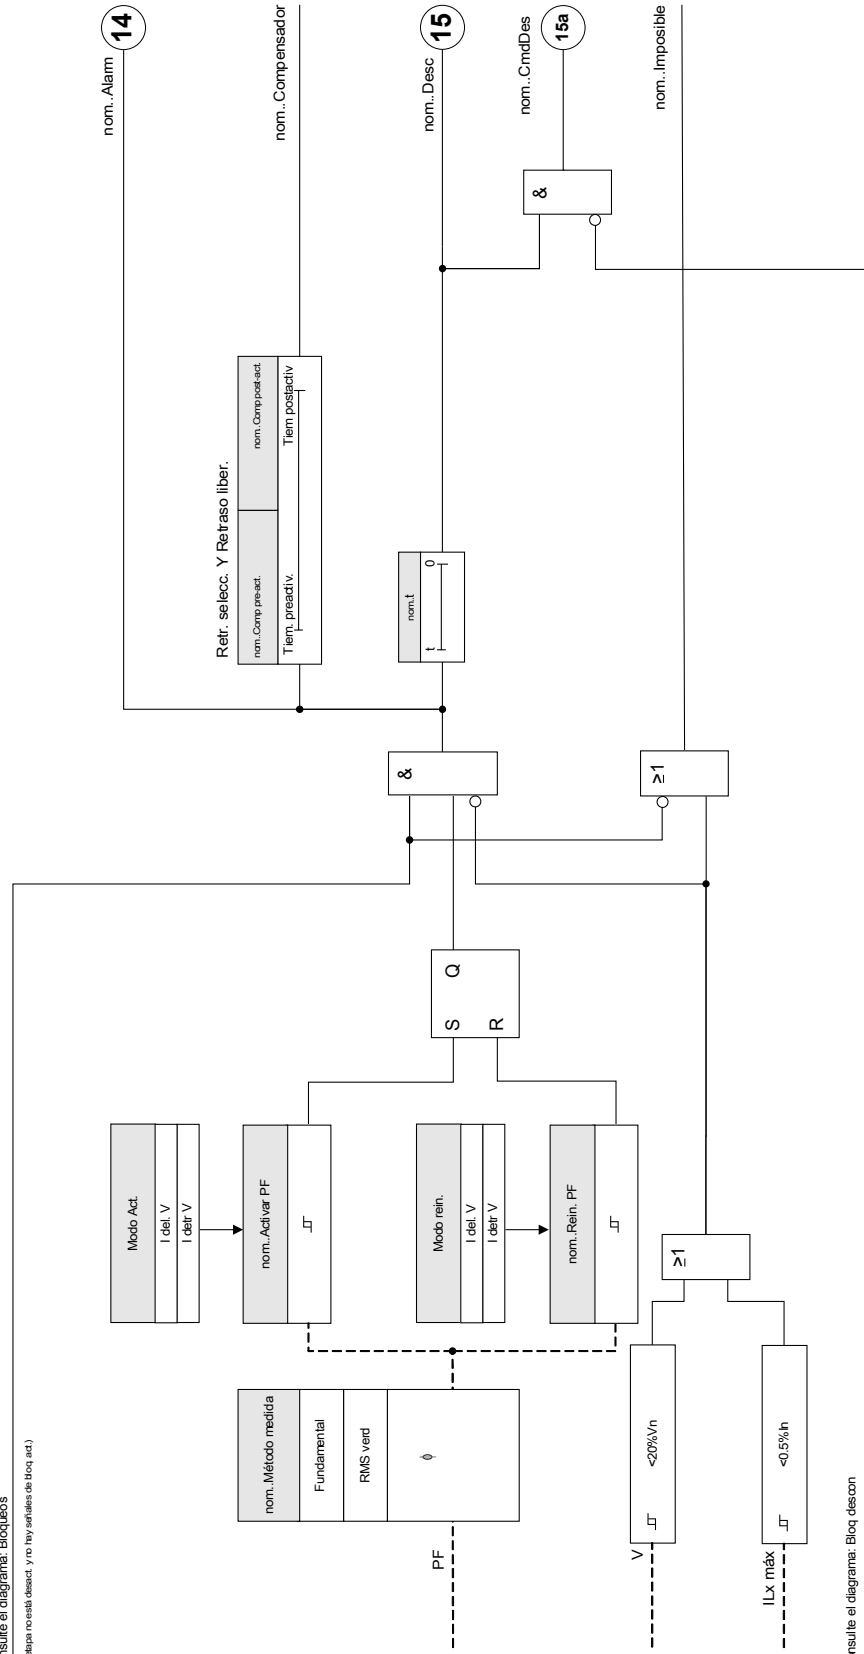 nsulte el diagrama: Bloqueos
etapa no está desact. y no hay señales de bloq. act.)
PF
V
ILx máx
nsulte el diagrama: Bloq descon
nom..Método medida
Fundamental
RMS verd
ϕ
<20%Vn
<0.5%In
Modo Act.
I del. V
I detr V
nom..Activar PF
Modo rein.
I del. V
I detr V
nom..Rein. PF
≥1
S
Q
R
&
≥1
Retr. selecc. Y Retraso liber.
nom..Comp pre-act.
nom..Comp post-act.
Tiem. preactiv.
Tiem postactiv
nom..t
t
0
&
nom..Alarm
14
nom..Compensador
nom..Desc
15
nom..CmdDes
15a
nom..Imposible